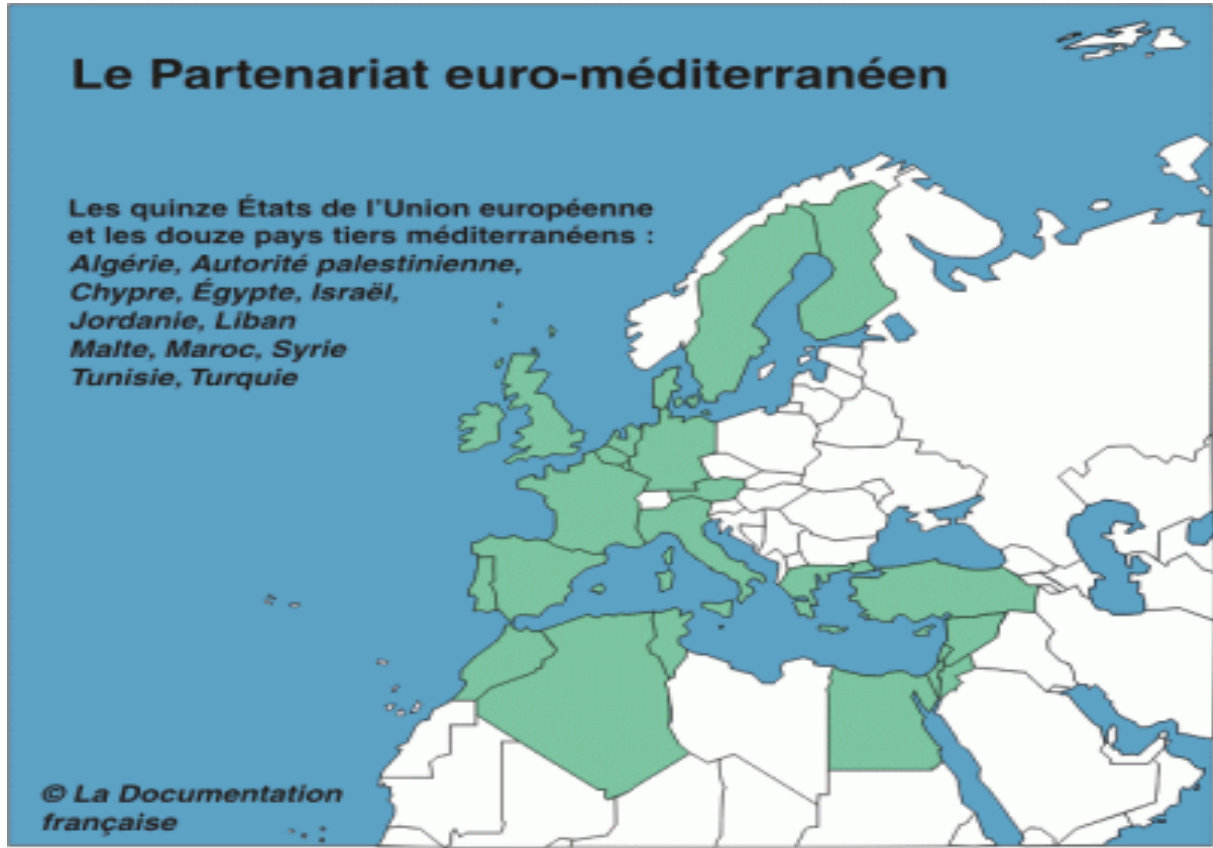 Le Partenariat euro-méditerranéen
Les quinze États de l'Union européenne
et les douze pays tiers méditerranéens :
Algérie, Autorité palestinienne,
Chypre, Égypte, Israël,
Jordanie, Liban
Malte, Maroc, Syrie
Tunisie, Turquie
© La Documentation
française